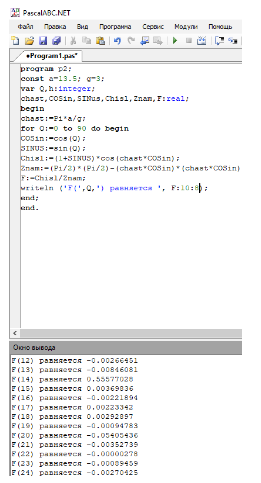 PascalABC.NET
Файл Правка Вид Программа Сервис Модули Помощь
•Program1.pas*
program p2;
const a=13.5; g=3;
var Q,h:integer;
chast,COSin,SINus,Chisl,Znam,F:real;
begin
chast:=Pi*a/g;
for Q:=0 to 90 do begin
COSin:=cos(Q);
SINUS:=sin(Q);
Chisl:=(1+SINUS)*cos(chast*COSin);
Znam:=(Pi/2)*(Pi/2)-(chast*COSin)*(chast*COSin)
F:=Chisl/Znam;
writeln ('F(',Q,') равняется ', F:10:8);
end;
end.
Окно вывода
F(12) равняется -0.00266451
F(13) равняется -0.00846081
F(14) равняется 0.55577028
F(15) равняется 0.00369836
F(16) равняется -0.00221894
F(17) равняется 0.00223342
F(18) равняется 0.00292897
F(19) равняется -0.00094783
F(20) равняется -0.05405436
F(21) равняется -0.00352739
F(22) равняется -0.00000278
F(23) равняется -0.00089459
F(24) равняется -0.00270425